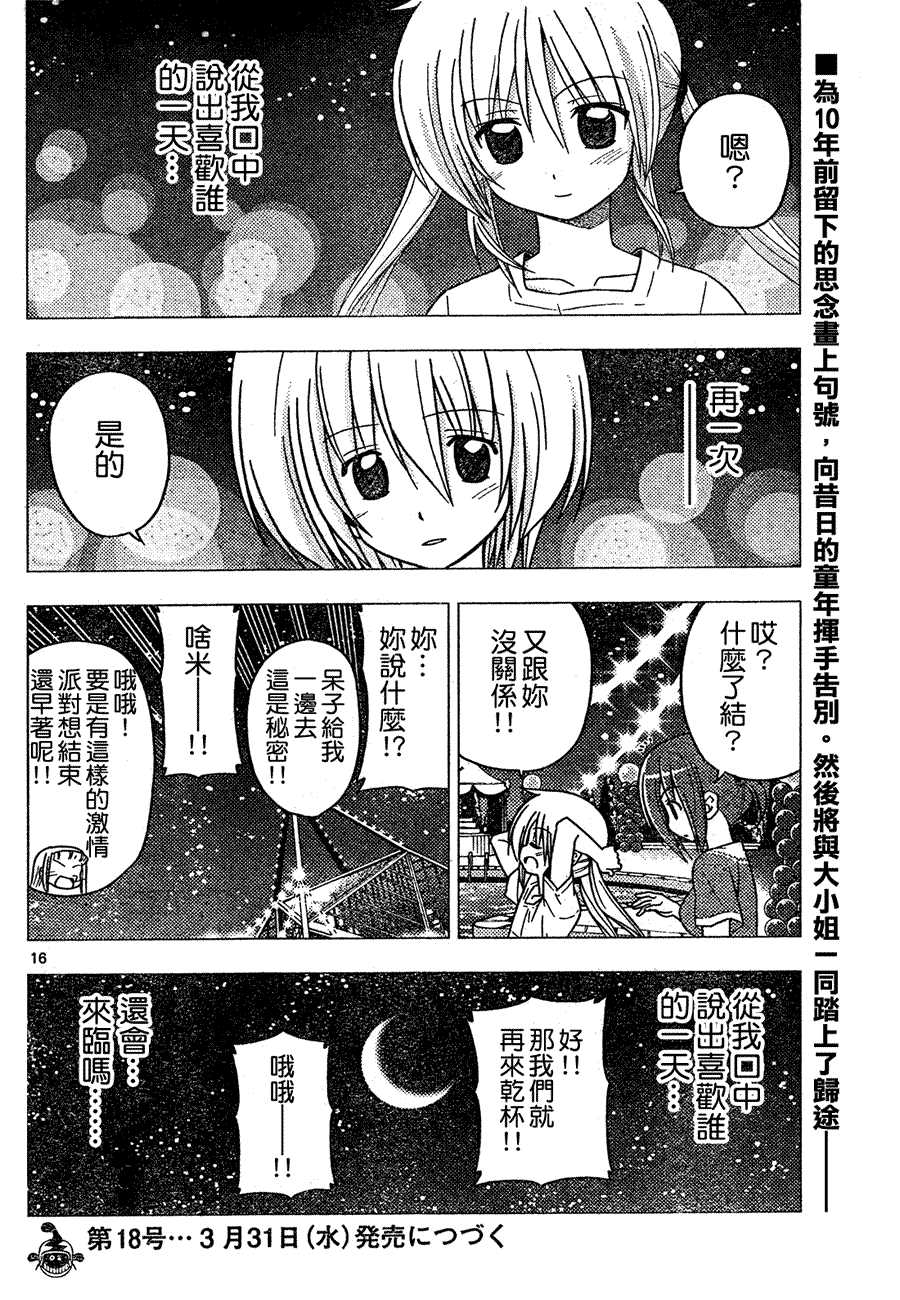 ■為10年前留下的思念畫上句號，向昔日的童年揮手告別。然後將與大小姐一同踏上了歸途──
嗯？
從我口中
說出喜歡誰
的一天…
再一次
──
是的
哎？
什麼了結？
又跟妳
沒關係!!
妳…
妳說什麼!?
呆子給我
一邊去
這是秘密!!
啥米
──!!
哦哦！
要是有這樣的激情
派對想結束
還早著呢!!
16
從我口中
說出喜歡誰
的一天…
好!!
那我們就
再來乾杯!!
哦哦
──!!
還會…
來臨嗎……
第18号…3月31日(水)発売につづく